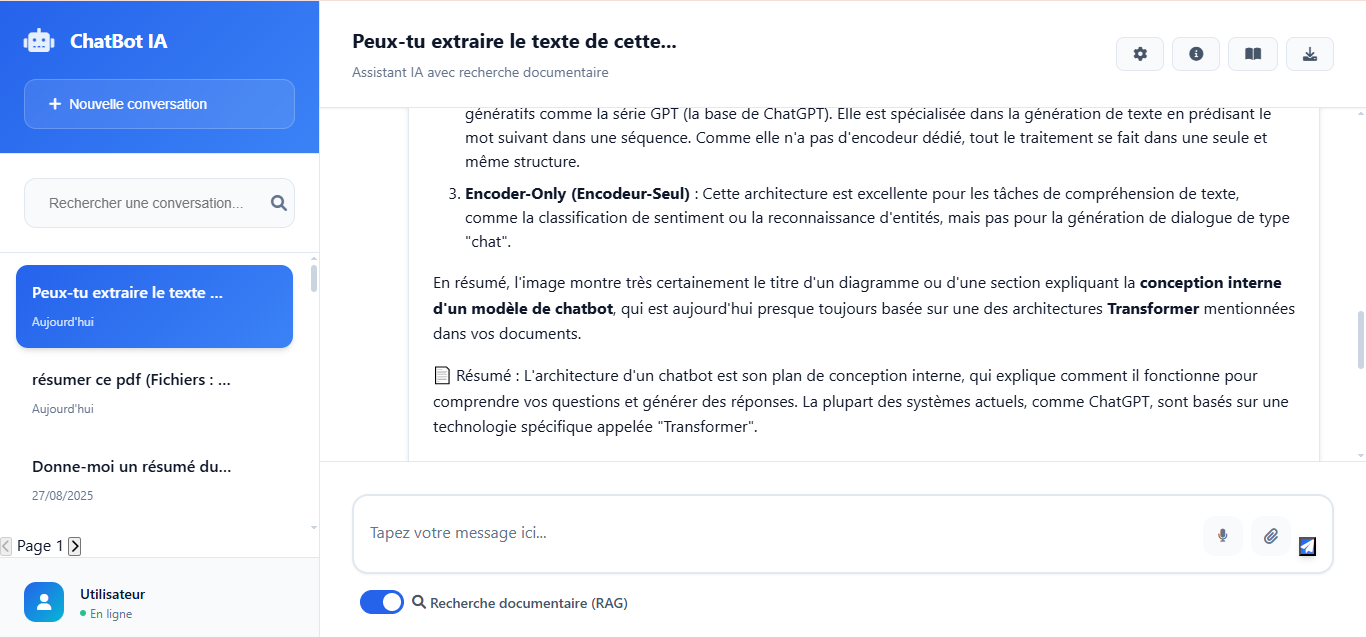 ChatBot IA
Nouvelle conversation
Rechercher une conversation...
Peux-tu extraire le texte ...
Aujourd'hui
résumer ce pdf (Fichiers : ...
Aujourd'hui
Donne-moi un résumé du...
27/08/2025
Page 1
Utilisateur
En ligne
Peux-tu extraire le texte de cette...
Assistant IA avec recherche documentaire
génératifs comme la série GPT (la base de ChatGPT). Elle est spécialisée dans la génération de texte en prédisant le
mot suivant dans une séquence. Comme elle n'a pas d'encodeur dédié, tout le traitement se fait dans une seule et
même structure.
3. Encoder-Only (Encodeur-Seul) : Cette architecture est excellente pour les tâches de compréhension de texte,
comme la classification de sentiment ou la reconnaissance d'entités, mais pas pour la génération de dialogue de type
"chat".
En résumé, l'image montre très certainement le titre d'un diagramme ou d'une section expliquant la conception interne
d'un modèle de chatbot, qui est aujourd'hui presque toujours basée sur une des architectures Transformer mentionnées
dans vos documents.
Résumé : L'architecture d'un chatbot est son plan de conception interne, qui explique comment il fonctionne pour
comprendre vos questions et générer des réponses. La plupart des systèmes actuels, comme ChatGPT, sont basés sur une
technologie spécifique appelée "Transformer".
Tapez votre message ici...
Recherche documentaire (RAG)